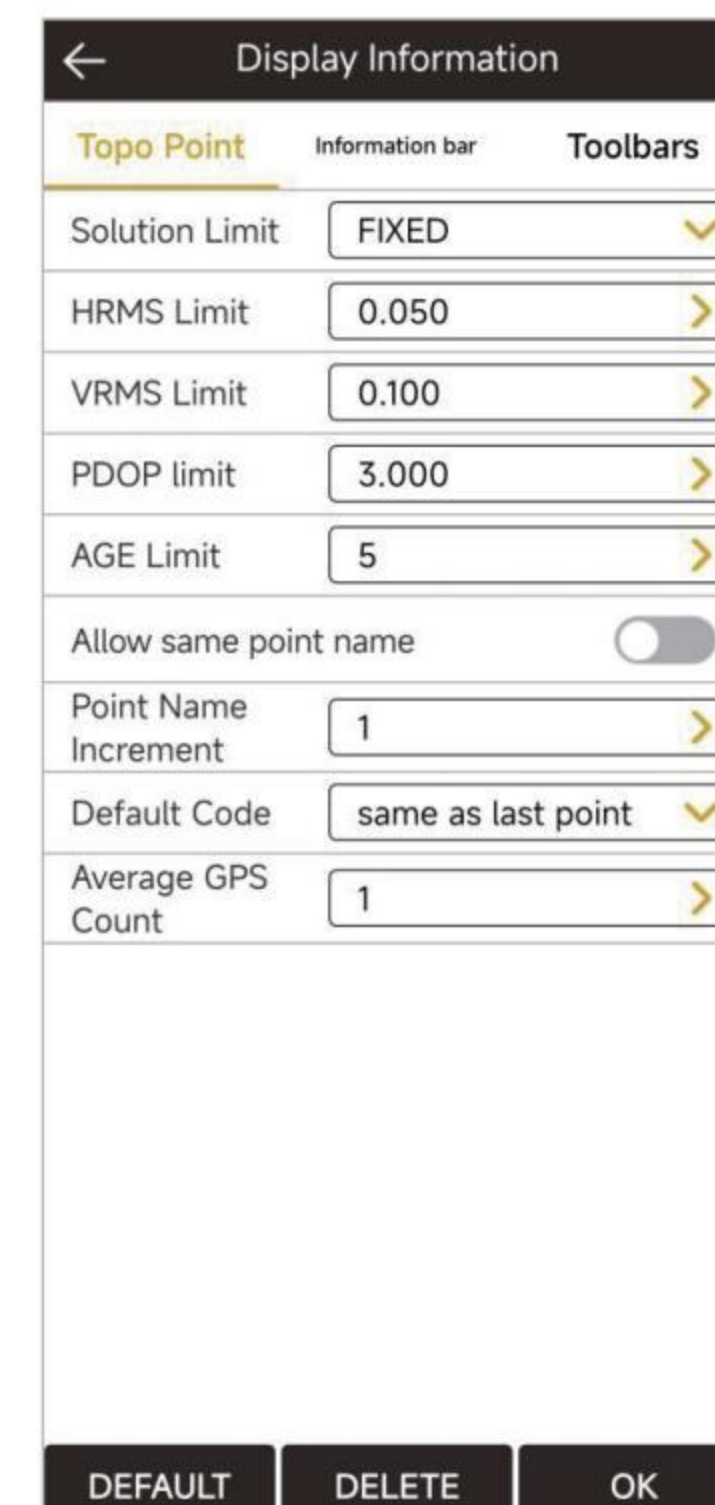 Display Information
Topo Point Information bar Toolbars
Solution Limit FIXED
HRMS Limit 0.050
VRMS Limit 0.100
PDOP limit 3.000
AGE Limit 5
Allow same point name
Point Name
Increment 1
Default Code same as last point
Average GPS
Count 1
DEFAULT DELETE OK